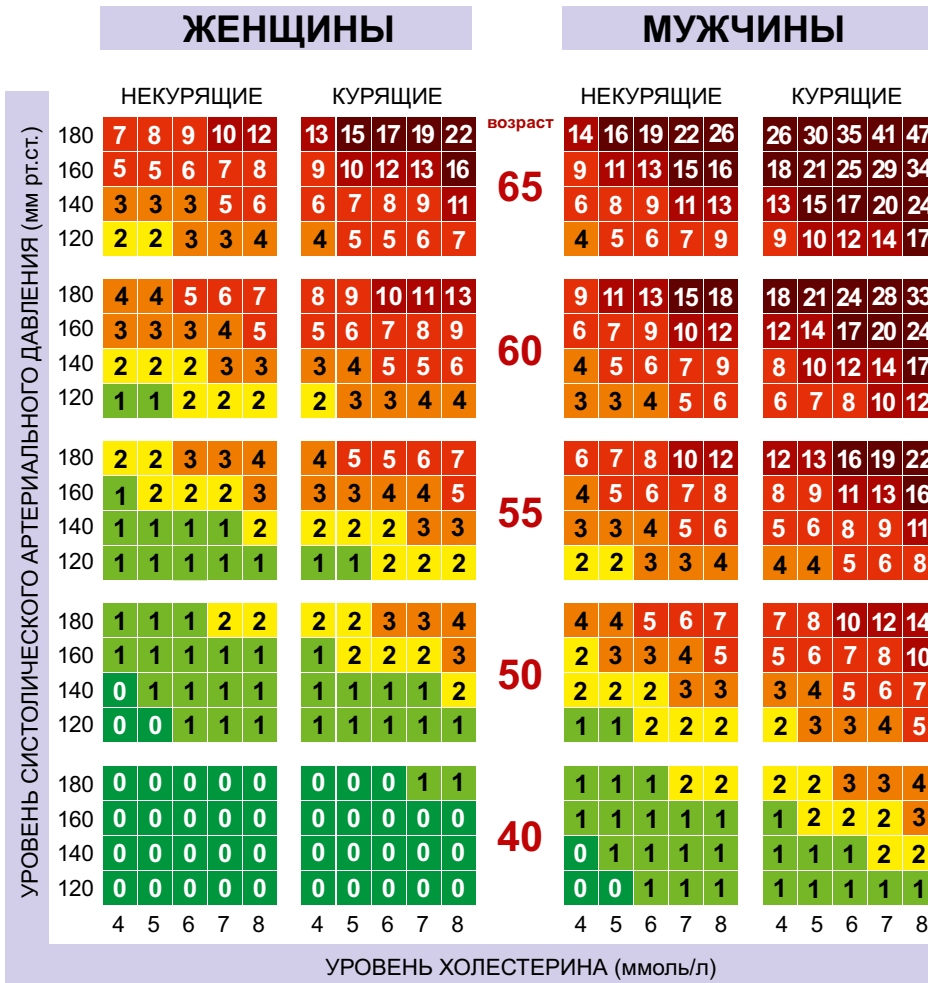 ЖЕНЩИНЫ МУЖЧИНЫ
НЕКУРЯЩИЕ КУРЯЩИЕ НЕКУРЯЩИЕ КУРЯЩИЕ
возраст
УРОВЕНЬ СИСТОЛИЧЕСКОГО АРТЕРИАЛЬНОГО ДАВЛЕНИЯ (мм рт.ст.)
180 7 8 9 10 12 13 15 17 19 22 14 16 19 22 26 26 30 35 41 47
160 5 5 6 7 8 9 10 12 13 16 9 11 13 15 16 18 21 25 29 34
65
140 3 3 3 5 6 6 7 8 9 11 6 8 9 11 13 13 15 17 20 24
120 2 2 3 3 4 4 5 5 6 7 4 5 6 7 9 9 10 12 14 17
180 4 4 5 6 7 8 9 10 11 13 9 11 13 15 18 18 21 24 28 33
160 3 3 3 4 5 5 6 7 8 9 6 7 9 10 12 12 14 17 20 24
60
140 2 2 2 3 3 3 4 5 5 6 4 5 6 7 9 8 10 12 14 17
120 1 1 2 2 2 2 3 3 4 4 3 3 4 5 6 6 7 8 10 12
180 2 2 3 3 4 4 5 5 6 7 6 7 8 10 12 12 13 16 19 22
160 1 2 2 2 3 3 3 4 4 5 4 5 6 7 8 8 9 11 13 16
55
140 1 1 1 1 2 2 2 2 3 3 3 3 4 5 6 5 6 8 9 11
120 1 1 1 1 1 1 1 2 2 2 2 2 3 3 4 4 4 5 6 8
180 1 1 1 2 2 2 2 3 3 4 4 4 5 6 7 7 8 10 12 14
160 1 1 1 1 1 1 2 2 2 3 2 3 3 4 5 5 6 7 8 10
50
140 0 1 1 1 1 1 1 1 1 2 2 2 2 3 3 3 4 5 6 7
120 0 0 1 1 1 1 1 1 1 1 1 1 2 2 2 2 3 3 4 5
180 0 0 0 0 0 0 0 0 1 1 1 1 1 2 2 2 2 3 3 4
160 0 0 0 0 0 0 0 0 0 0 1 1 1 1 1 1 2 2 2 3
40
140 0 0 0 0 0 0 0 0 0 0 0 1 1 1 1 1 1 1 2 2
120 0 0 0 0 0 0 0 0 0 0 0 0 1 1 1 1 1 1 1 1
4 5 6 7 8 4 5 6 7 8 4 5 6 7 8 4 5 6 7 8
УРОВЕНЬ ХОЛЕСТЕРИНА (ммоль/л)